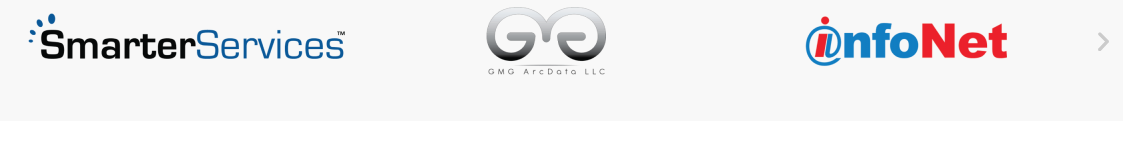 SmarterServices™
GMG ArcData LLC
infoNet